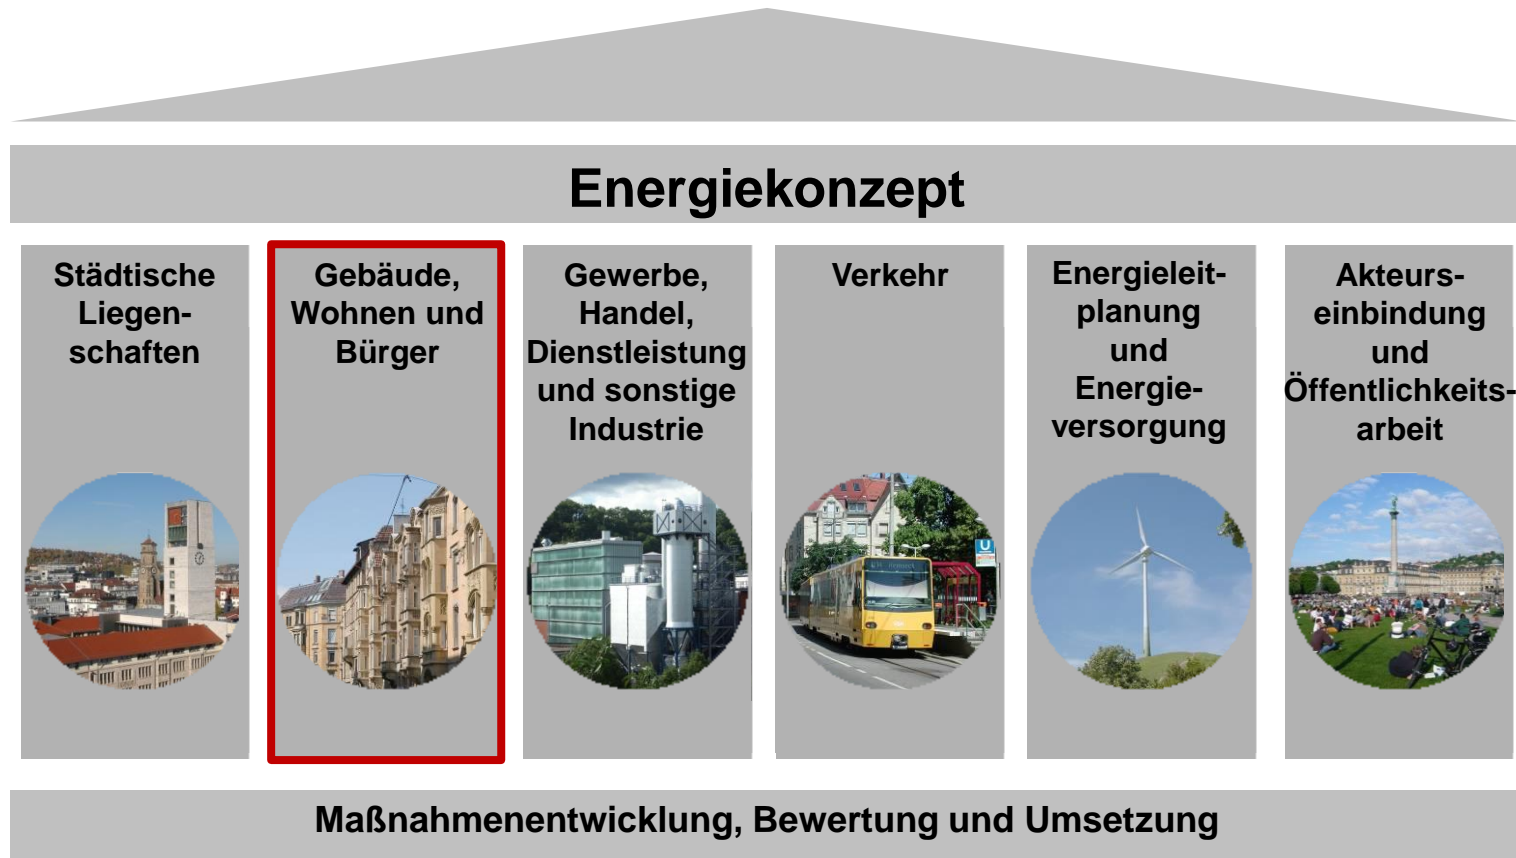 Energiekonzept
Städtische
Liegen-
schaften
Gebäude,
Wohnen und
Bürger
Gewerbe,
Handel,
Dienstleistung
und sonstige
Industrie
Verkehr
Energieleit-
planung
und
Energie-
versorgung
Akteurs-
einbindung
und
Öffentlichkeits-
arbeit
U
Maßnahmenentwicklung, Bewertung und Umsetzung